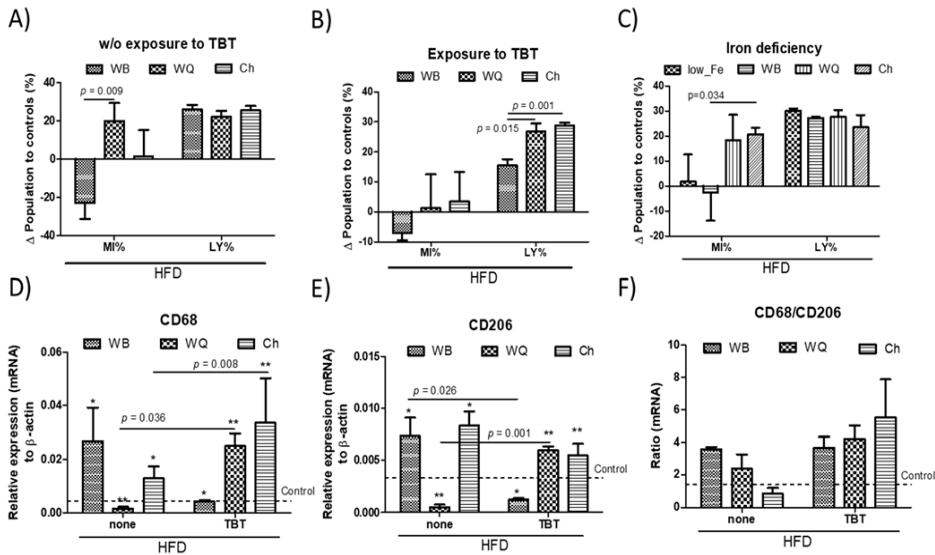 A)
w/o exposure to TBT
WB WQ Ch
Δ Population to controls (%)
40
20
0
-20
-40
p = 0.009
MI% LY%
HFD
B)
Exposure to TBT
WB WQ Ch
Δ Population to controls (%)
40
30
20
10
0
-10
p = 0.001
p = 0.015
MI% LY%
HFD
C)
Iron deficiency
low_Fe WB WQ Ch
Δ Population to controls (%)
40
30
20
10
0
-10
-20
p=0.034
MI% LY%
HFD
D)
CD68
WB WQ Ch
Relative expression (mRNA)
to β-actin
0.06
0.04
0.02
0.00
p = 0.008
p = 0.036
* ** * * ** **
Control
none TBT
HFD
E)
CD206
WB WQ Ch
Relative expression (mRNA)
to β-actin
0.015
0.010
0.005
0.000
p = 0.026
p = 0.001
* ** * * ** **
Control
none TBT
HFD
F)
CD68/CD206
WB WQ Ch
Ratio (mRNA)
10
8
6
4
2
0
Control
none TBT
HFD